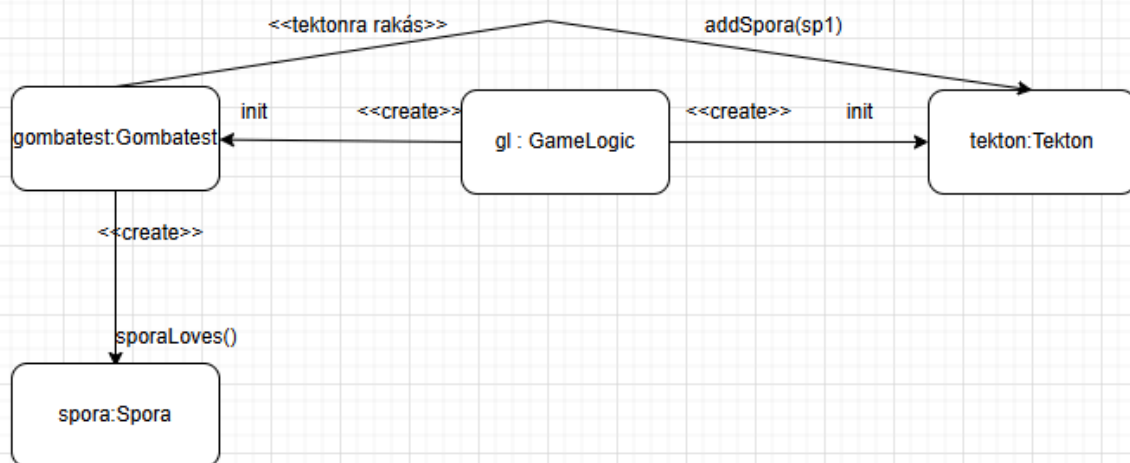 <<tektonra rakás>>
addSpora(sp1)
init
<<create>>
<<create>>
init
gombatest:Gombatest
gl : GameLogic
tekton:Tekton
<<create>>
sporaLoves()
spora:Spora